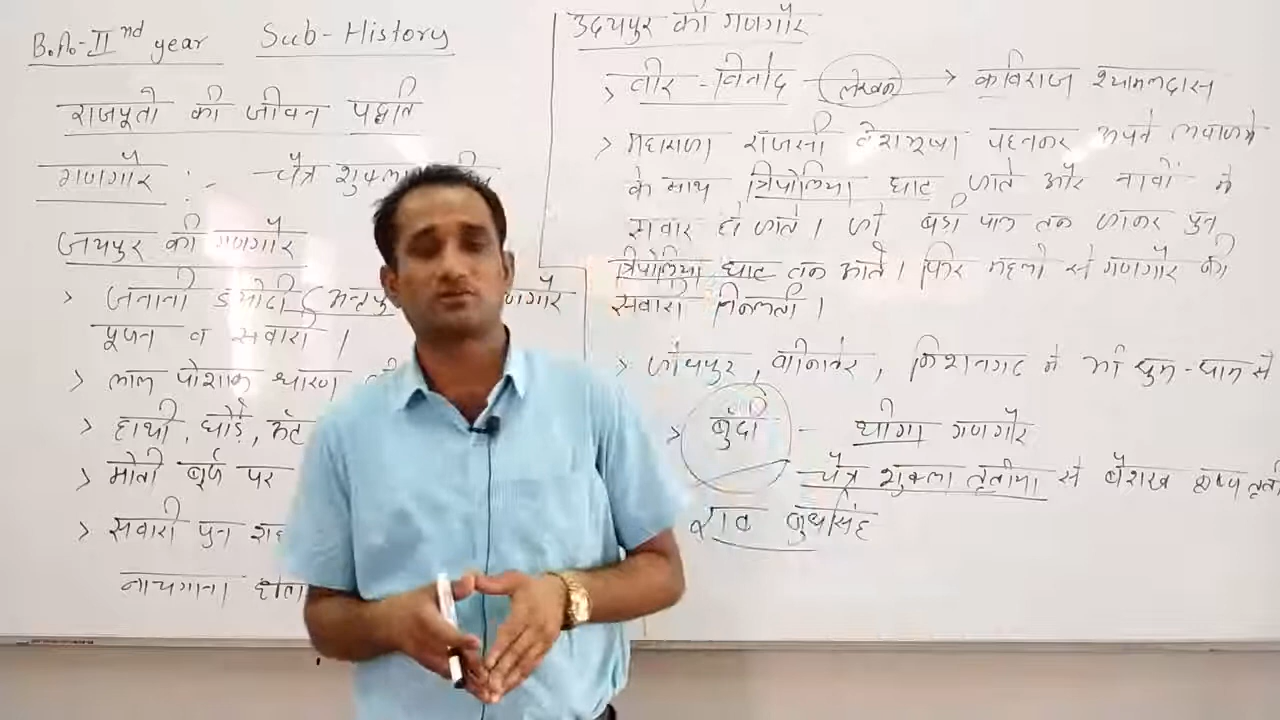 B.A-II nd year Sub-History
राजपूतो की जीवन पद्धति
गणगौर :- चैत्र शुक्ला
जयपुर की गणगौर
> जनानी ड्योढी (अन्तपु गणगौर
पूजन व सवारी ।
> लाल पोशाक धारण
> हाथी, घोड़े, ऊँट
> मोती बुर्ज पर
> सवारी पुन
नाचगाना होता
उदयपुर की गणगौर
> वीर - विनोद - लेखक → कविराज श्यामलदास
> महाराणा राजसी वेशभूषा पहनकर अपने लवाजमे
के साथ त्रिपोलिया घाट जाते और नावों मे
सवार हो जाते । जो बडी पाल तक जाकर पुन
त्रिपोलिया घाट तक आते । फिर महलो से गणगौर की
सवारी निकलती ।
> जोधपुर, बीकानेर, किशनगढ मे भी धुम-धाम से
> बुंदी - धींगा गणगौर
चैत्र शुक्ला तृतीया से बैशाख कृष्ण
राव बुधसिंह